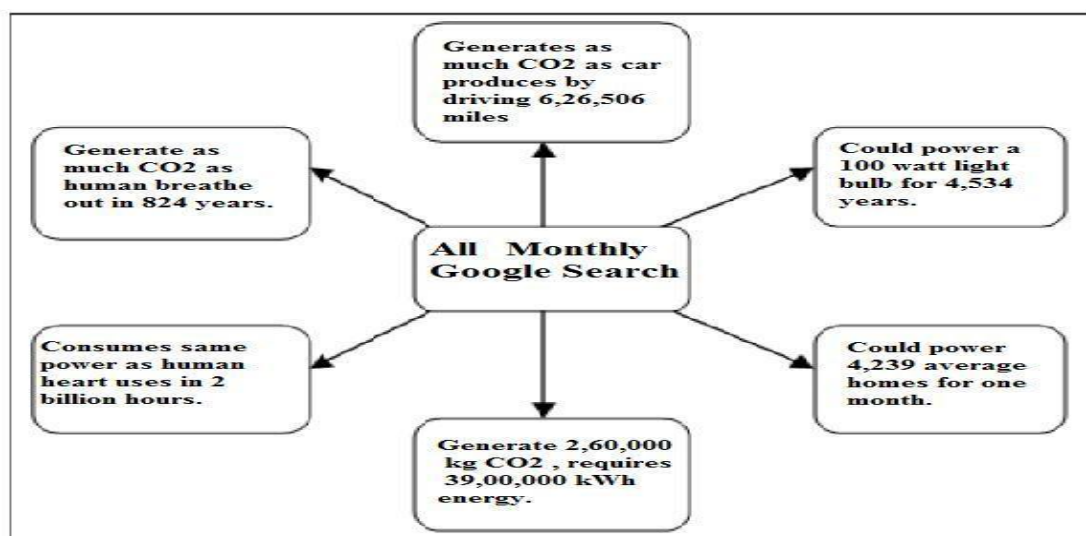 Generates as
much CO2 as car
produces by
driving 6,26,506
miles
Generate as
much CO2 as
human breathe
out in 824 years.
Could power a
100 watt light
bulb for 4,534
years.
All Monthly
Google Search
Consumes same
power as human
heart uses in 2
billion hours.
Could power
4,239 average
homes for one
month.
Generate 2,60,000
kg CO2 , requires
39,00,000 kWh
energy.